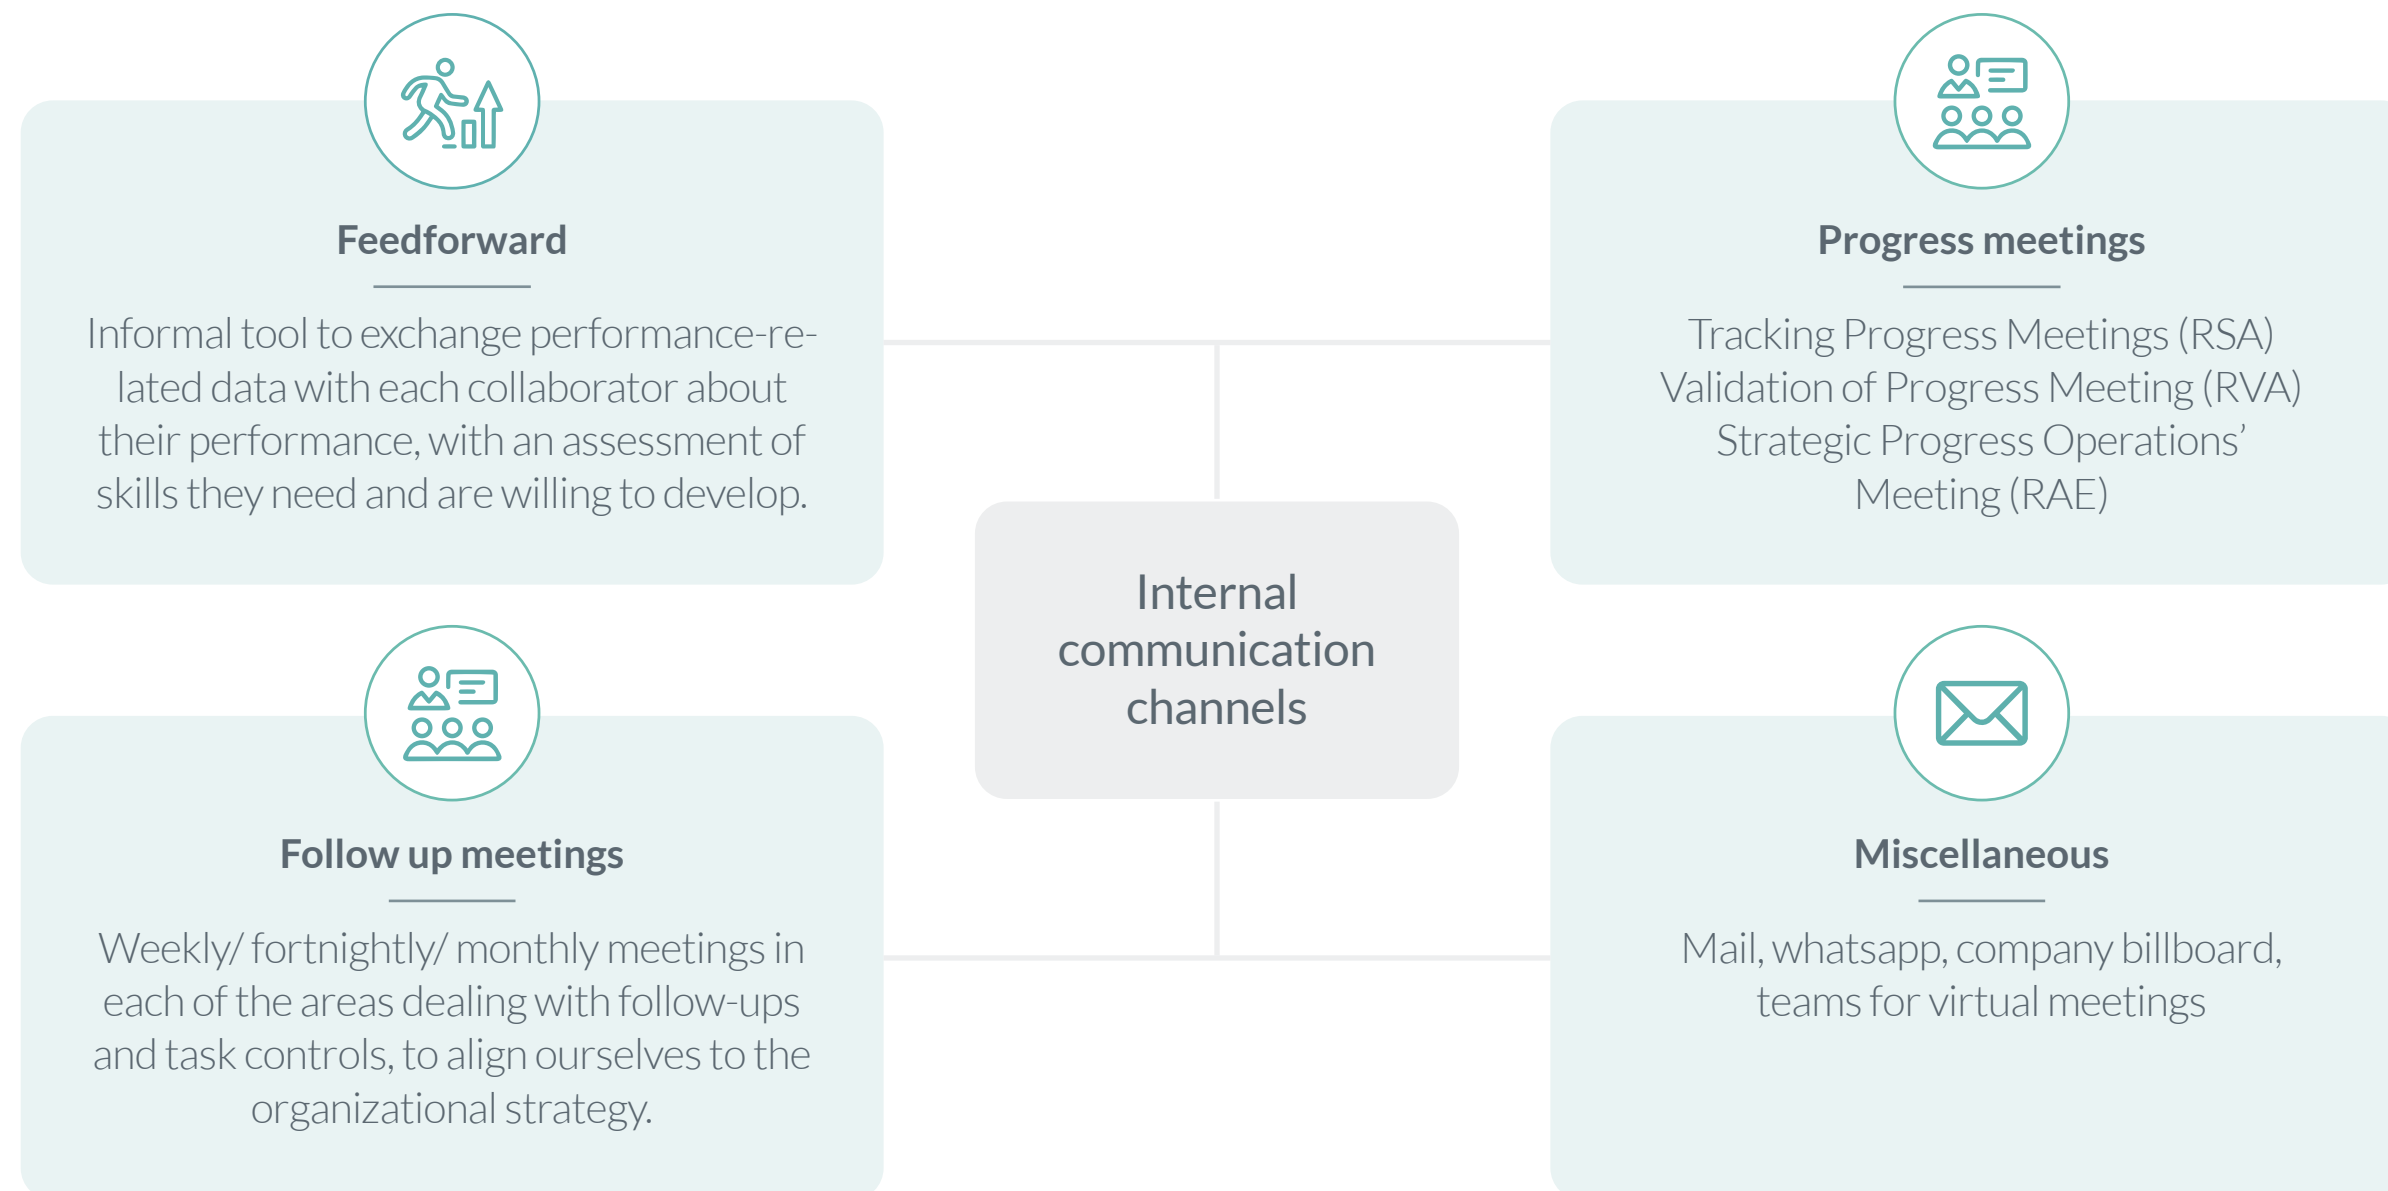 Feedforward
Informal tool to exchange performance-re-
lated data with each collaborator about
their performance, with an assessment of
skills they need and are willing to develop.
Progress meetings
Tracking Progress Meetings (RSA)
Validation of Progress Meeting (RVA)
Strategic Progress Operations’
Meeting (RAE)
Internal
communication
channels
Follow up meetings
Weekly/ fortnightly/ monthly meetings in
each of the areas dealing with follow-ups
and task controls, to align ourselves to the
organizational strategy.
Miscellaneous
Mail, whatsapp, company billboard,
teams for virtual meetings